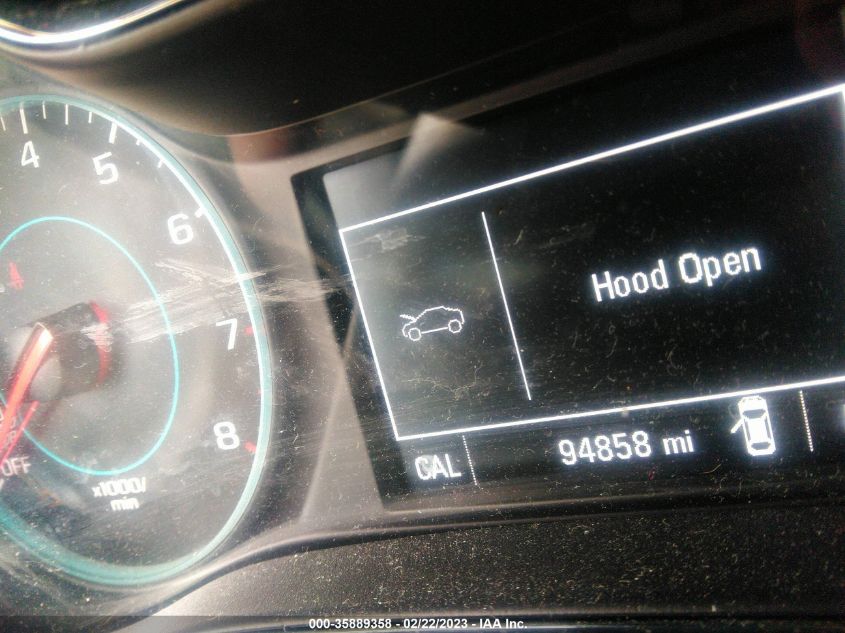 4
5
6
7
8
x1000/
min
OFF
Hood Open
CAL
94858 mi
000-35889358 - 02/22/2023 - IAA Inc.